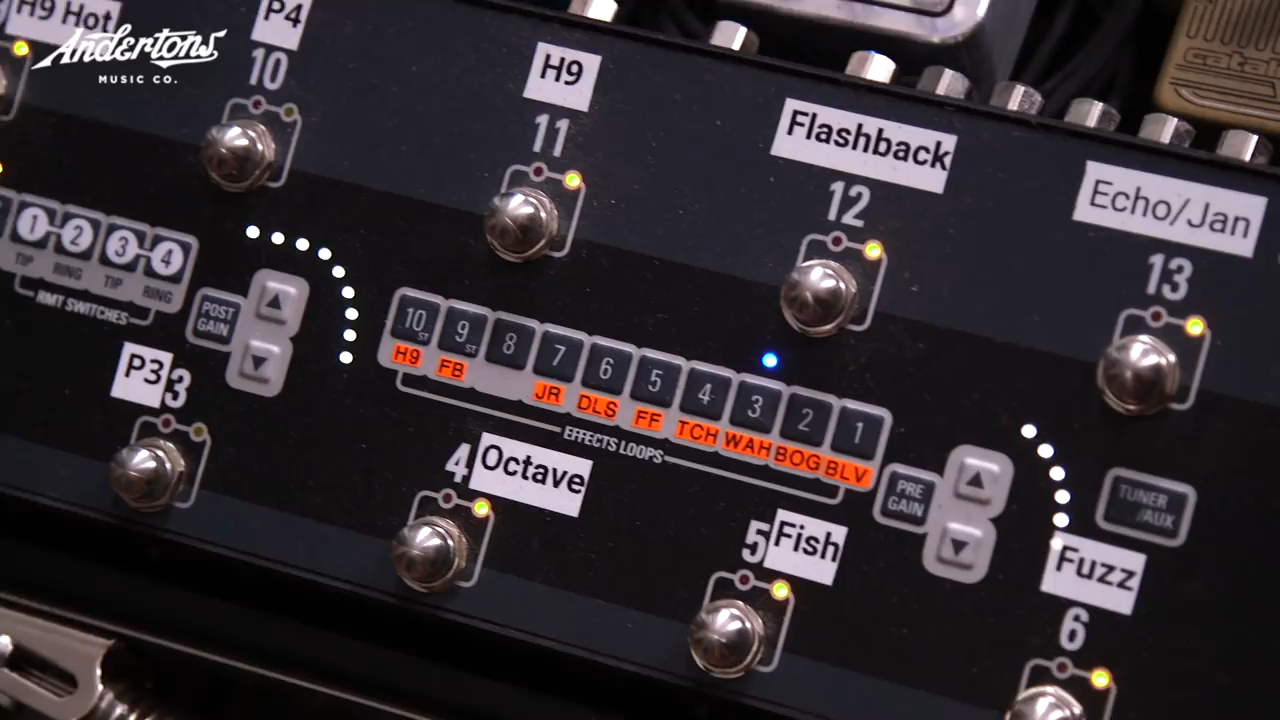 H9 Hot
Andertons
MUSIC CO.
P4
10
H9
11
Flashback
12
Echo/Jan
13
1 2 3 4
TIP RING TIP RING
RMT SWITCHES
POST GAIN
10 ST 9 ST 8 7 6 5 4 3 2 1
H9 FB JR DLS FF TCH WAH BOG BLV
EFFECTS LOOPS
PRE GAIN
TUNER /AUX
P3 3
4 Octave
5 Fish
Fuzz
6